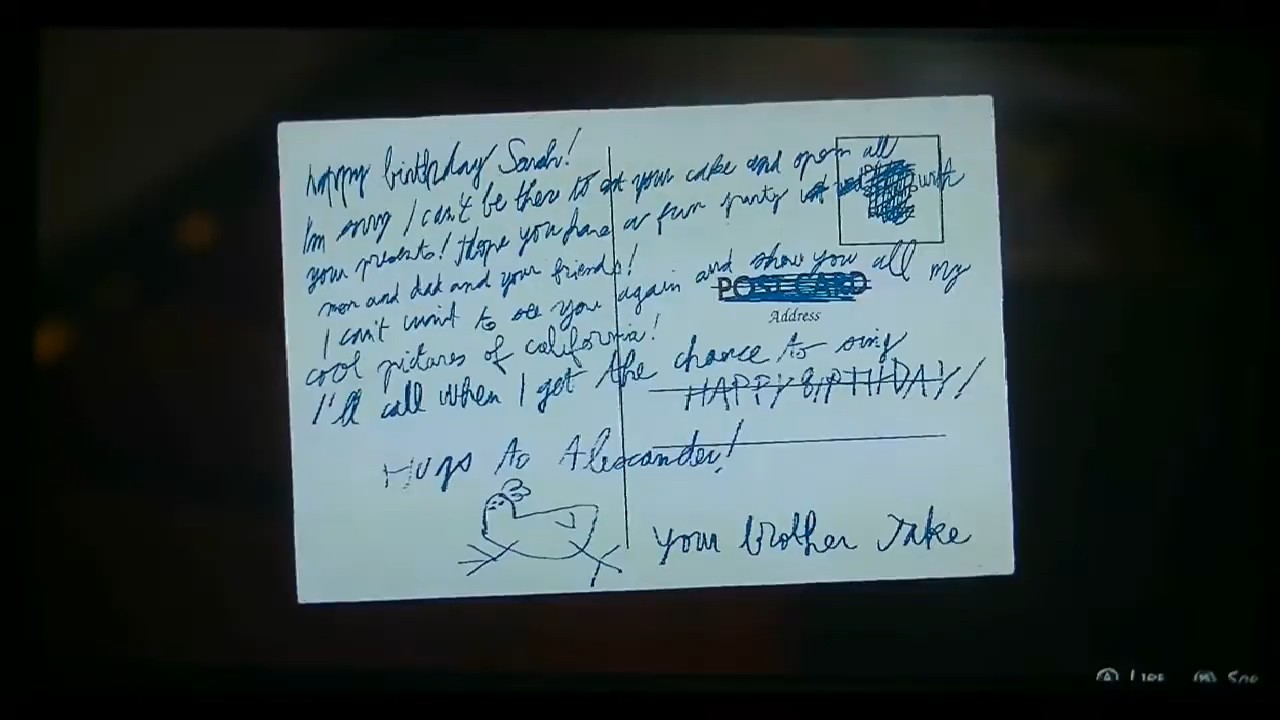 Happy birthday Sarah!
I'm sorry I can't be there to eat your cake and open all
your presents! Hope you have a fun party with
mom and dad and your friends!
I can't wait to see you again and show you all my
cool pictures of california!
POST CARD
Address
I'll call when I get the chance to sing
HAPPY BIRTHDAY!
Hugs to Alexander!
Your brother Jake